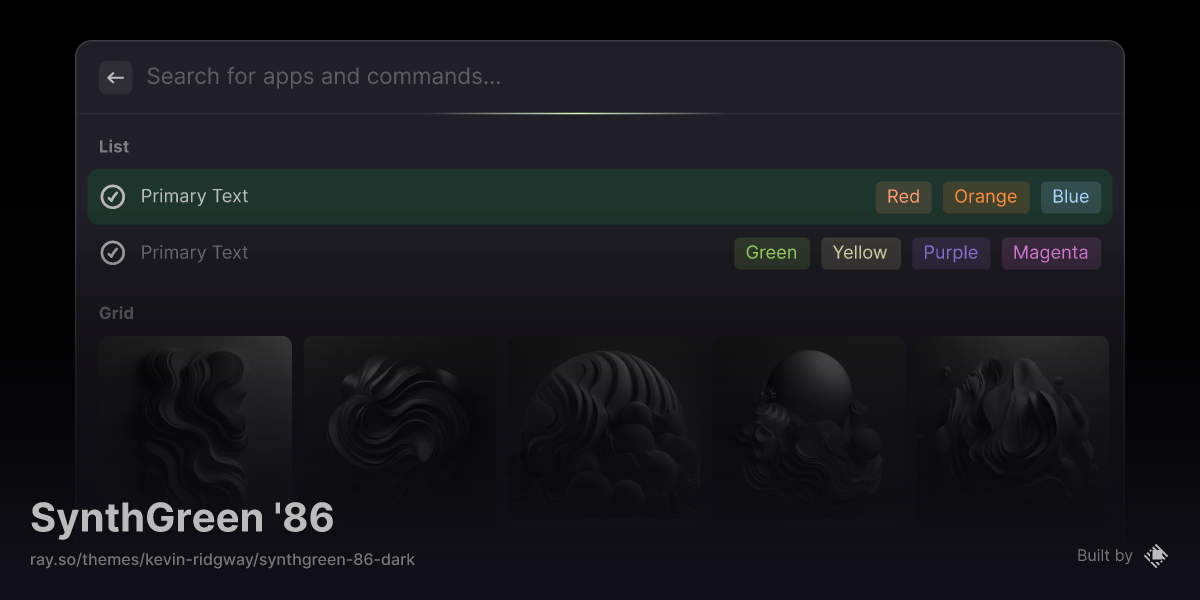 Search for apps and commands...
List
Primary Text Red Orange Blue
Primary Text Green Yellow Purple Magenta
Grid
SynthGreen '86
ray.so/themes/kevin-ridgway/synthgreen-86-dark
Built by